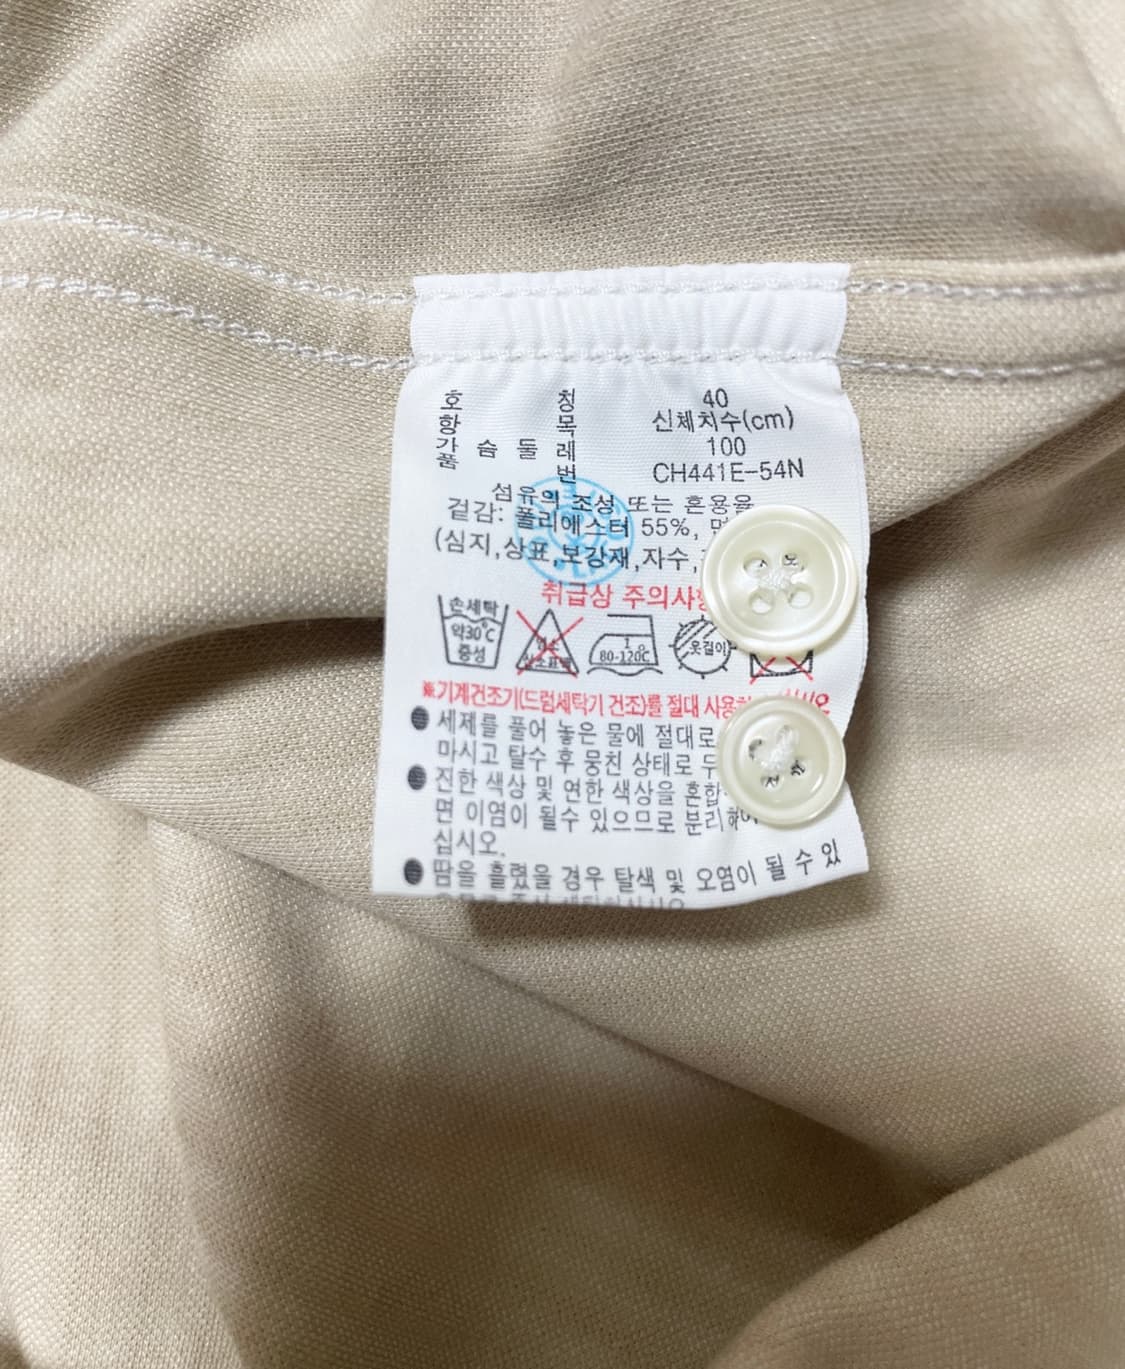 호 칭 40
항 목 신체치수(cm)
가 슴 둘 레 100
품 번 CH441E-54N
섬유의 조성 또는 혼용율
겉감: 폴리에스터 55%, 면
(심지,상표,보강재,자수,
취급상 주의사항
손세탁
약30℃
중성
염소
산소표백
80-120℃
옷걸이
※기계건조기(드럼세탁기 건조)를 절대 사용하
세제를 풀어 놓은 물에 절대로
마시고 탈수 후 뭉친 상태로 두
진한 색상 및 연한 색상을 혼합
면 이염이 될수 있으므로 분리하여
십시오.
땀을 흘렸을 경우 탈색 및 오염이 될 수 있